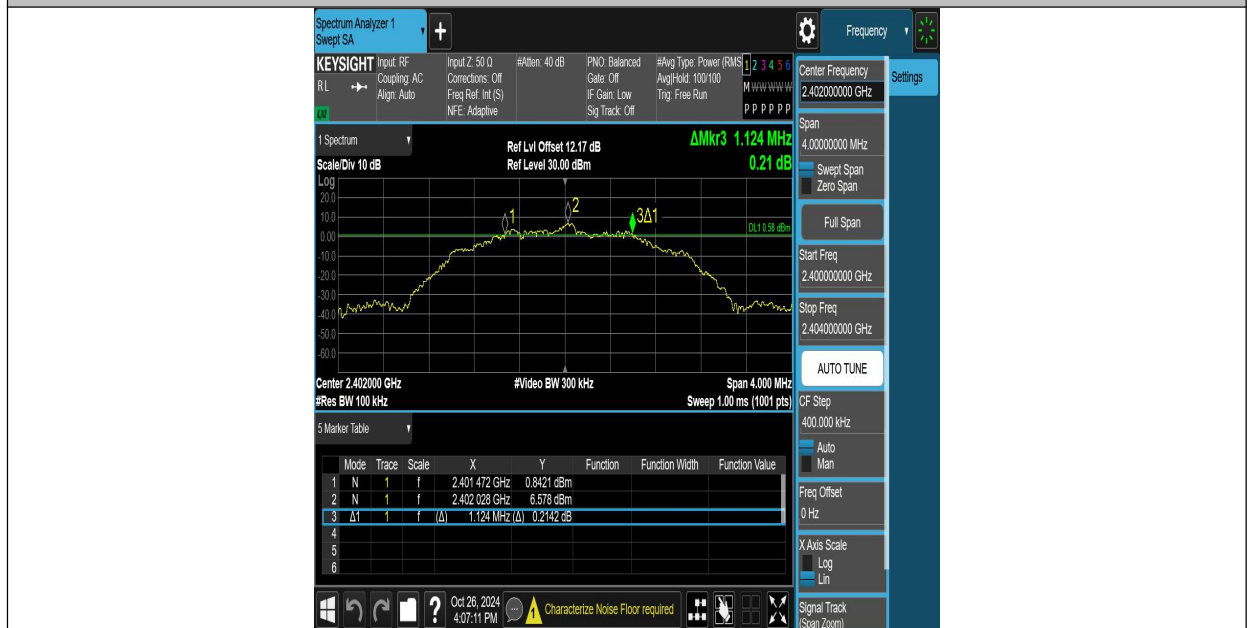 Spectrum Analyzer 1
Swept SA
+
Frequency
KEYSIGHT
RL
Input: RF
Coupling: AC
Align: Auto
Input Z: 50 Ω
Corrections: Off
Freq Ref: Int (S)
NFE: Adaptive
#Atten: 40 dB
PNO: Balanced
Gate: Off
IF Gain: Low
Sig Track: Off
#Avg Type: Power (RMS
Avg|Hold: 100/100
Trig: Free Run
1 2 3 4 5 6
M W W W W W
P P P P P P
1 Spectrum
Scale/Div 10 dB
Ref Lvl Offset 12.17 dB
Ref Level 30.00 dBm
ΔMkr3 1.124 MHz
0.21 dB
Log
20.0
10.0
0.00
-10.0
-20.0
-30.0
-40.0
-50.0
-60.0
1
2
3Δ1
DL1 0.58 dBm
Center 2.402000 GHz
#Video BW 300 kHz
Span 4.000 MHz
#Res BW 100 kHz
Sweep 1.00 ms (1001 pts)
5 Marker Table
Mode Trace Scale X Y Function Function Width Function Value
1 N 1 f 2.401 472 GHz 0.8421 dBm
2 N 1 f 2.402 028 GHz 6.578 dBm
3 Δ1 1 f (Δ) 1.124 MHz (Δ) 0.2142 dB
4
5
6
?
Oct 26, 2024
4:07:11 PM
Characterize Noise Floor required
Center Frequency
2.402000000 GHz
Settings
Span
4.00000000 MHz
Swept Span
Zero Span
Full Span
Start Freq
2.400000000 GHz
Stop Freq
2.404000000 GHz
AUTO TUNE
CF Step
400.000 kHz
Auto
Man
Freq Offset
0 Hz
X Axis Scale
Log
Lin
Signal Track
(Span Zoom)